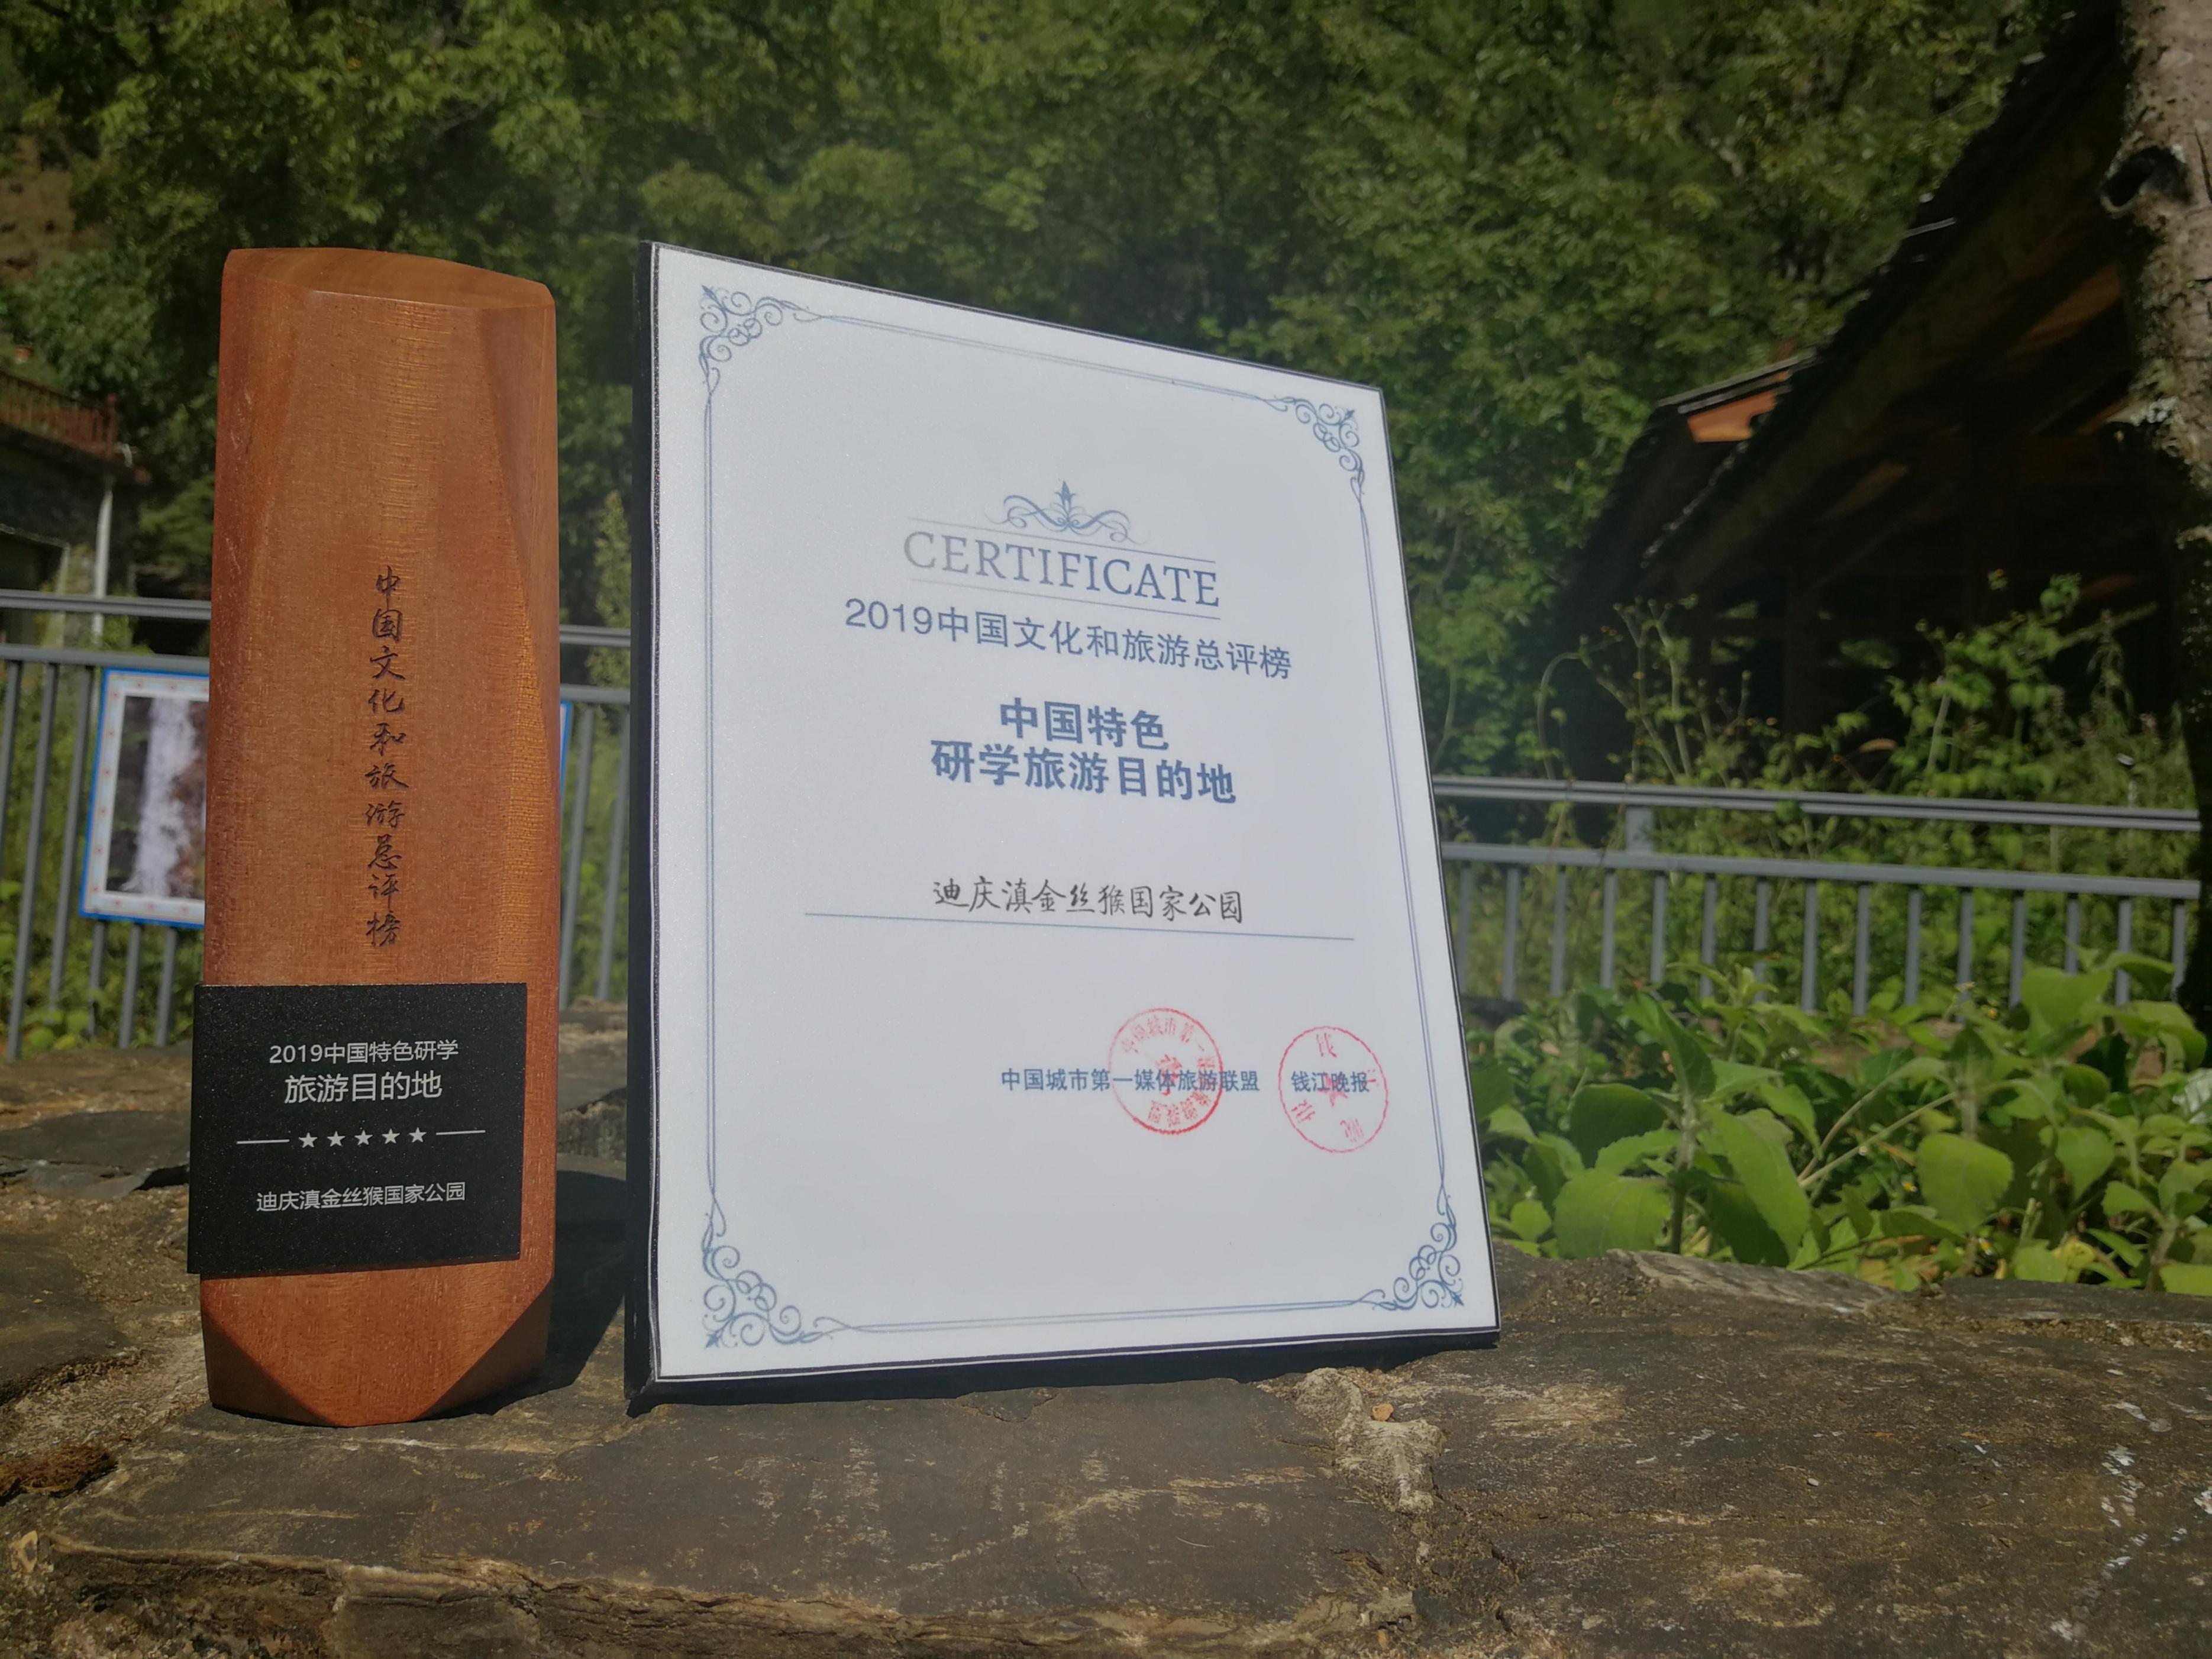 中国文化和旅游总评榜
2019中国特色研学
旅游目的地
★★★★★
迪庆滇金丝猴国家公园
CERTIFICATE
2019中国文化和旅游总评榜
中国特色
研学旅游目的地
迪庆滇金丝猴国家公园
中国城市第一媒体旅游联盟 钱江晚报